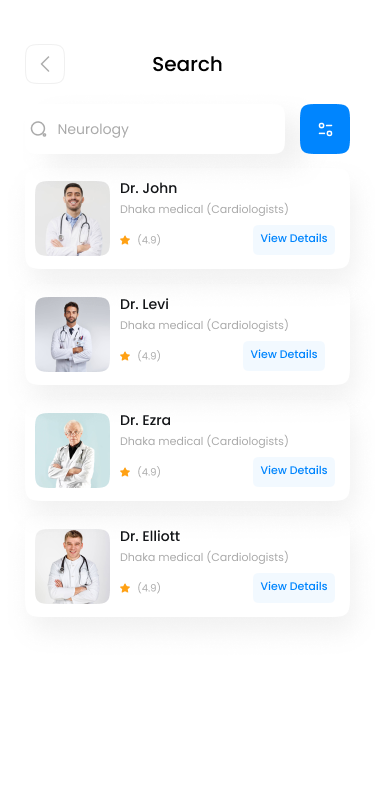 Search
Neurology
Dr. John
Dhaka medical (Cardiologists)
(4.9)
View Details
Dr. Levi
Dhaka medical (Cardiologists)
(4.9)
View Details
Dr. Ezra
Dhaka medical (Cardiologists)
(4.9)
View Details
Dr. Elliott
Dhaka medical (Cardiologists)
(4.9)
View Details